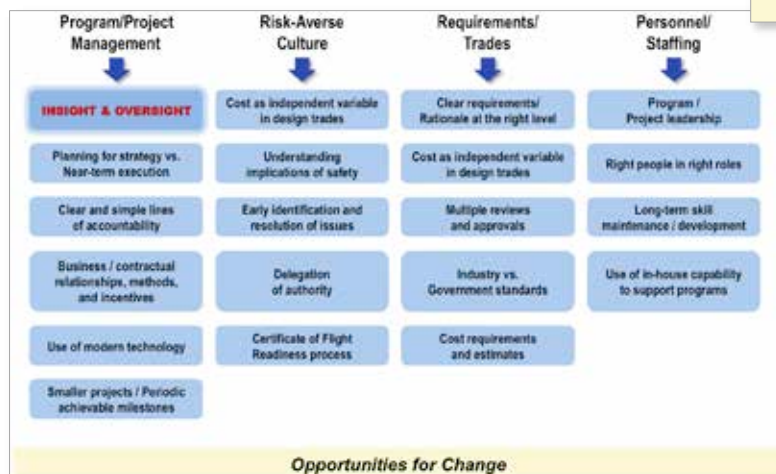 Program/Project
Management
INSIGHT & OVERSIGHT
Planning for strategy vs.
Near-term execution
Clear and simple lines
of accountability
Business / contractual
relationships, methods,
and incentives
Use of modern technology
Smaller projects / Periodic
achievable milestones
Risk-Averse
Culture
Cost as independent variable
in design trades
Understanding
implications of safety
Early identification and
resolution of issues
Delegation
of authority
Certificate of Flight
Readiness process
Requirements/
Trades
Clear requirements/
Rationale at the right level
Cost as independent variable
in design trades
Multiple reviews
and approvals
Industry vs.
Government standards
Cost requirements
and estimates
Personnel/
Staffing
Program /
Project leadership
Right people in right roles
Long-term skill
maintenance / development
Use of in-house capability
to support programs
Opportunities for Change